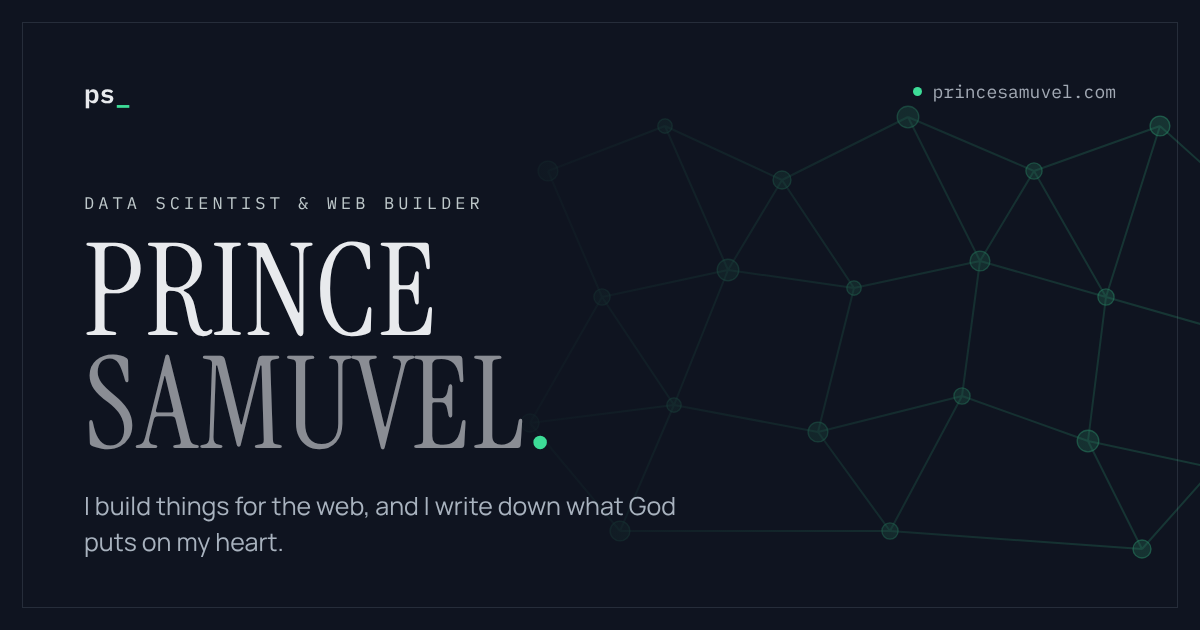 ps_
princesamuvel.com
DATA SCIENTIST & WEB BUILDER
PRINCE
SAMUVEL.
I build things for the web, and I write down what God
puts on my heart.